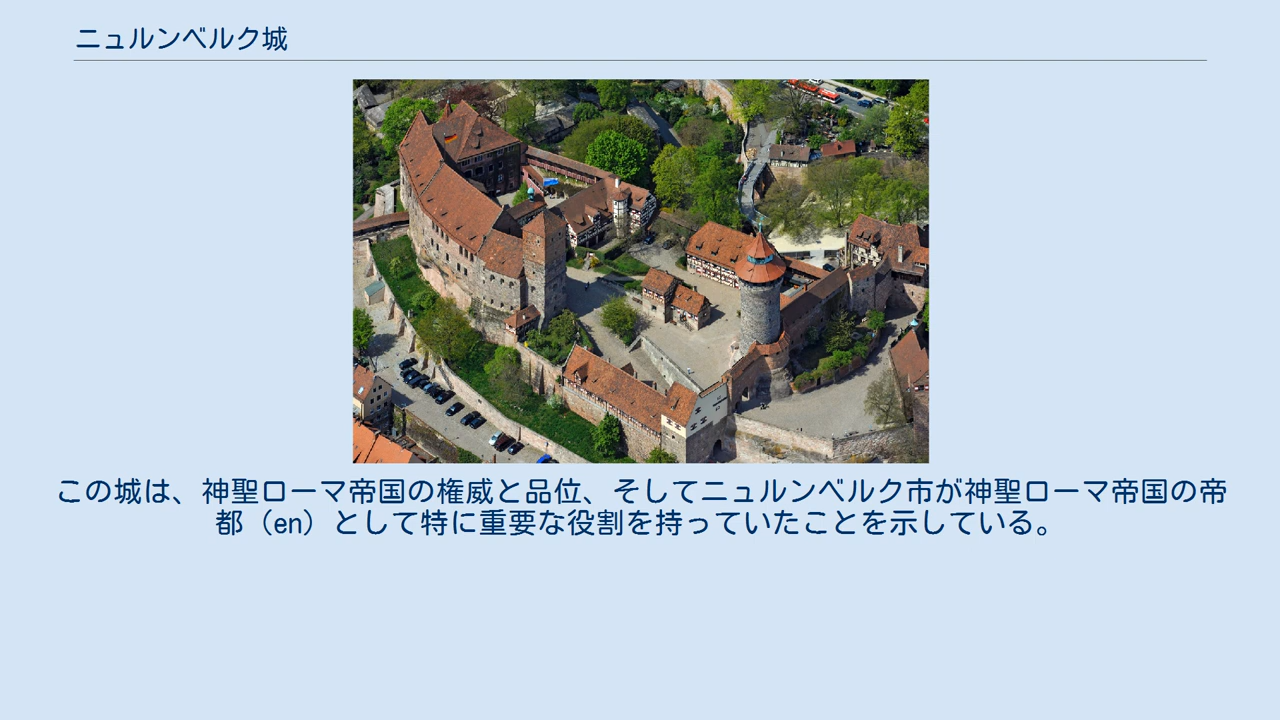 ニュルンベルク城
この城は、神聖ローマ帝国の権威と品位、そしてニュルンベルク市が神聖ローマ帝国の帝
都（en）として特に重要な役割を持っていたことを示している。